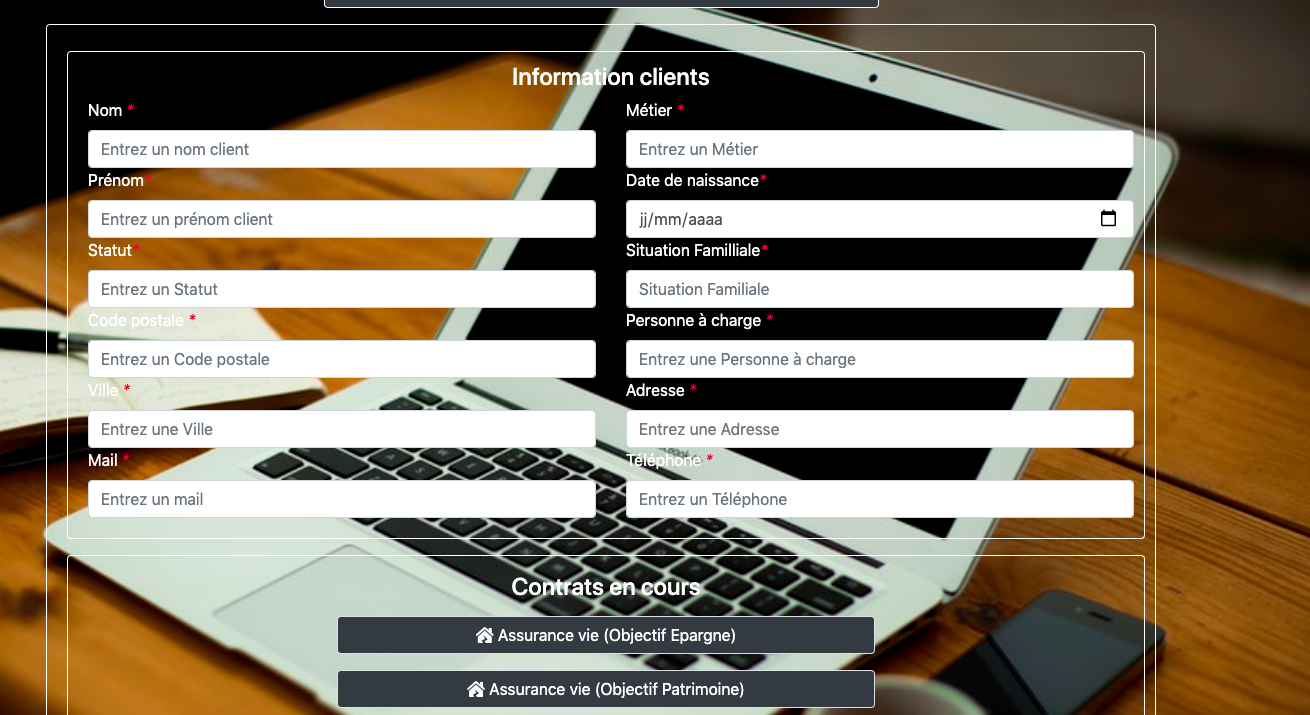 Information clients
Nom *
Métier *
Entrez un nom client
Entrez un Métier
Prénom*
Date de naissance*
Entrez un prénom client
jj/mm/aaaa
Statut*
Situation Familliale*
Entrez un Statut
Situation Familiale
Code postale *
Personne à charge *
Entrez un Code postale
Entrez une Personne à charge
Ville *
Adresse *
Entrez une Ville
Entrez une Adresse
Mail *
Téléphone *
Entrez un mail
Entrez un Téléphone
Contrats en cours
Assurance vie (Objectif Epargne)
Assurance vie (Objectif Patrimoine)